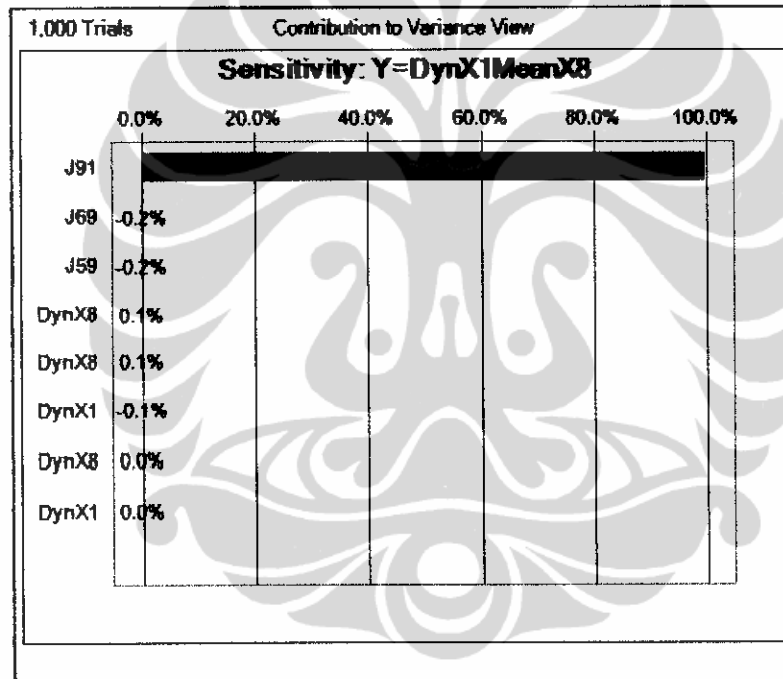 1,000 Trials Contribution to Variance View
Sensitivity: Y=DynX1MeanX8
0.0% 20.0% 40.0% 60.0% 80.0% 100.0%
J91
J69 -0.2%
J59 -0.2%
DynX8 0.1%
DynX8 0.1%
DynX1 -0.1%
DynX8 0.0%
DynX1 0.0%